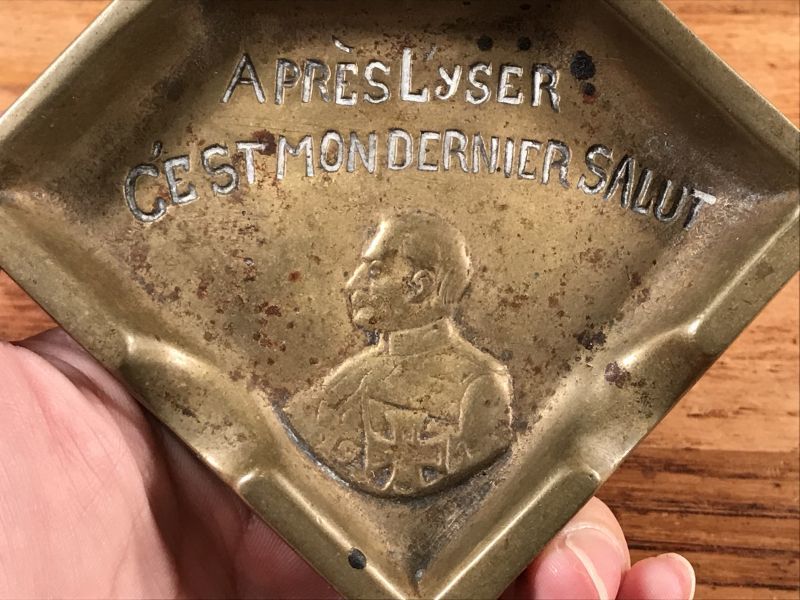 APRÈS L'YSER
C'EST MON DERNIER SALUT